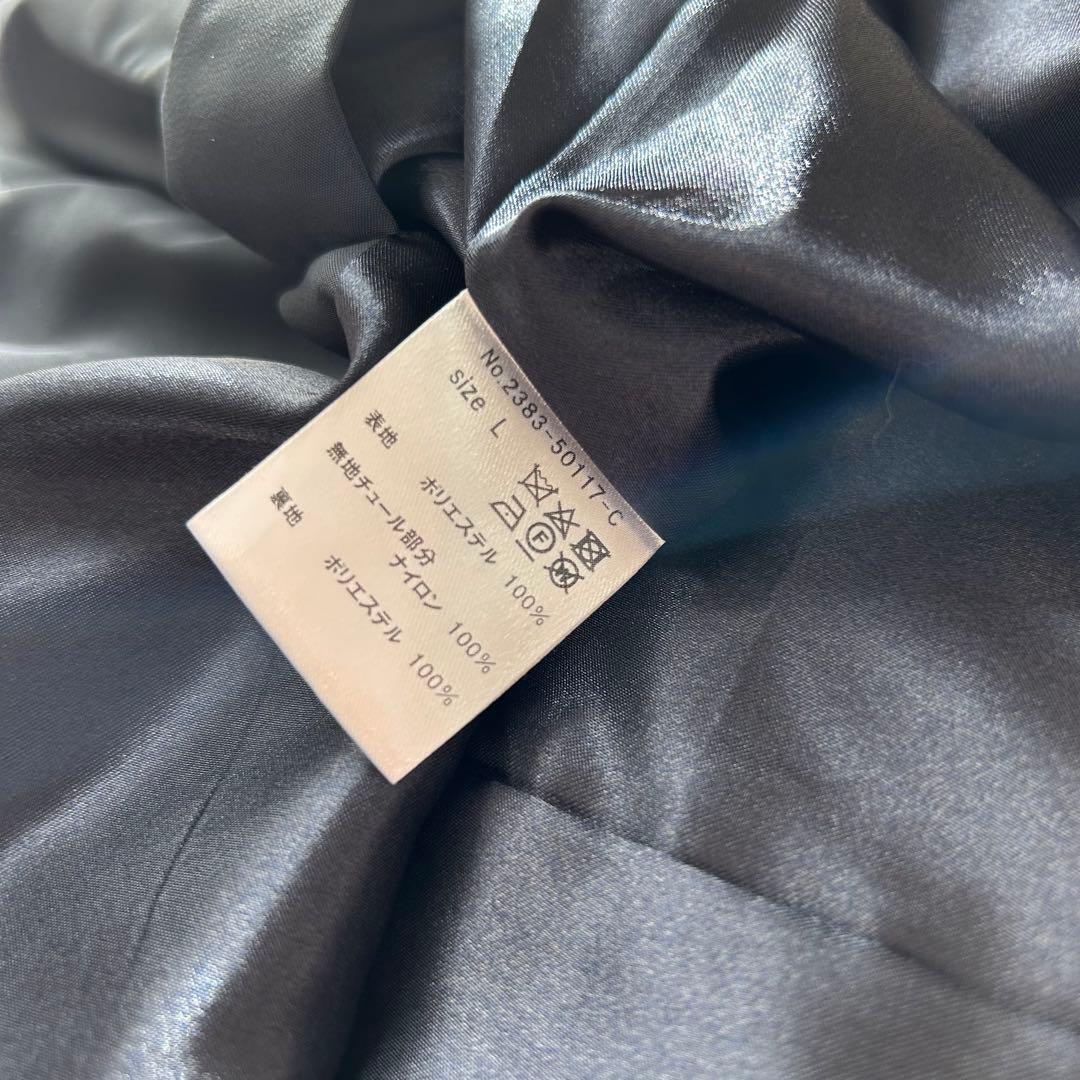 No.2383-50117-C
size L
表地 ポリエステル 100%
無地チュール部分
ナイロン 100%
裏地 ポリエステル 100%
F
W